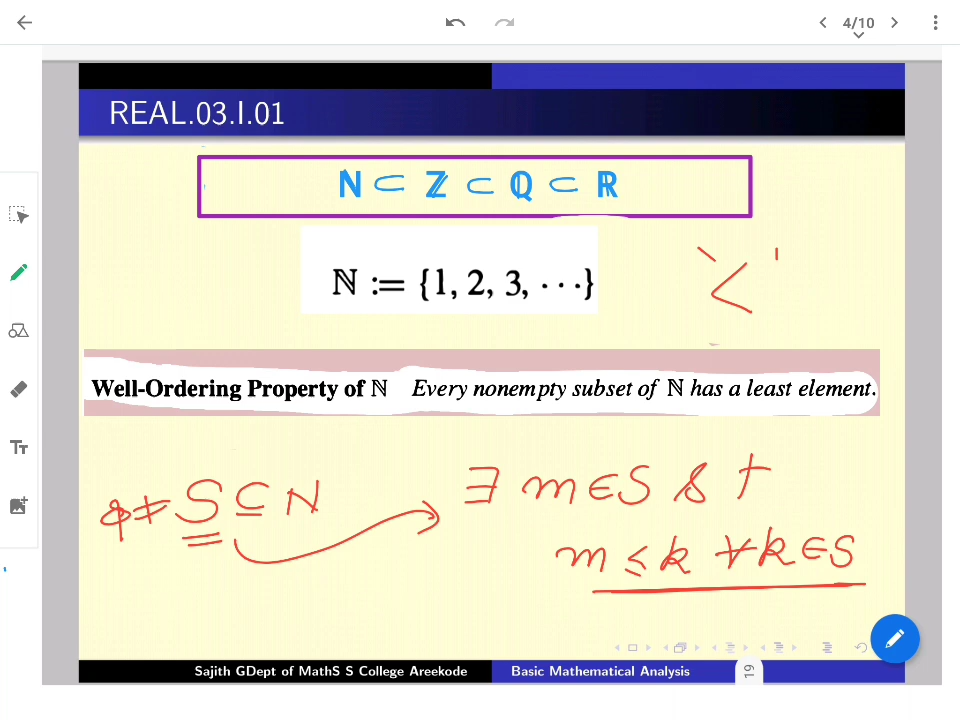 4/10
REAL.03.I.01
ℕ ⊂ ℤ ⊂ ℚ ⊂ ℝ
ℕ := {1, 2, 3, ⋯}
<
Well-Ordering Property of ℕ Every nonempty subset of ℕ has a least element.
φ ≠ S ⊆ N
∃ m ∈ S s t
m ≤ k ∀ k ∈ S
Tт
Sajith GDept of MathS S College Areekode Basic Mathematical Analysis 19